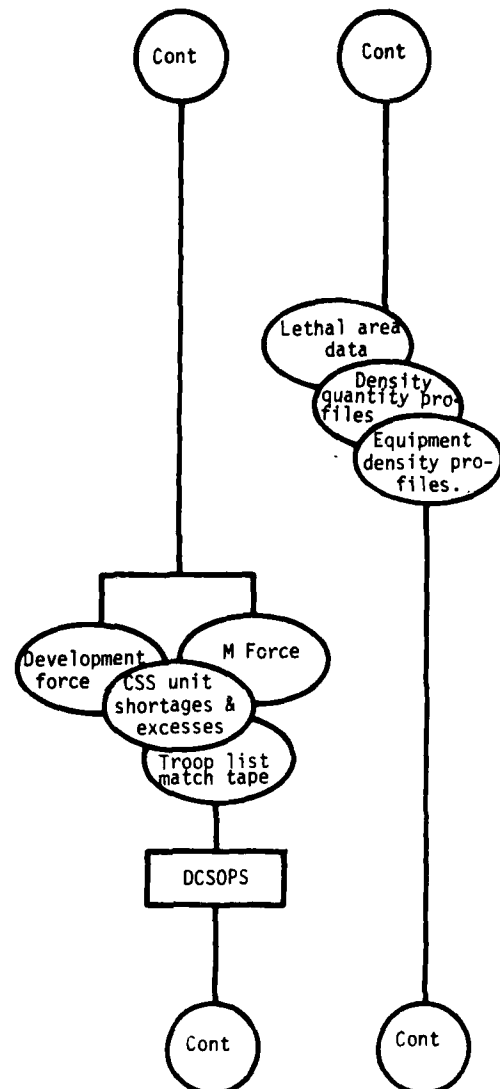 Cont
Cont
Lethal area
data
Density
quantity pro-
files
Equipment
density pro-
files.
Development
force
M Force
CSS unit
shortages &
excesses
Troop list
match tape
DCSOPS
Cont
Cont